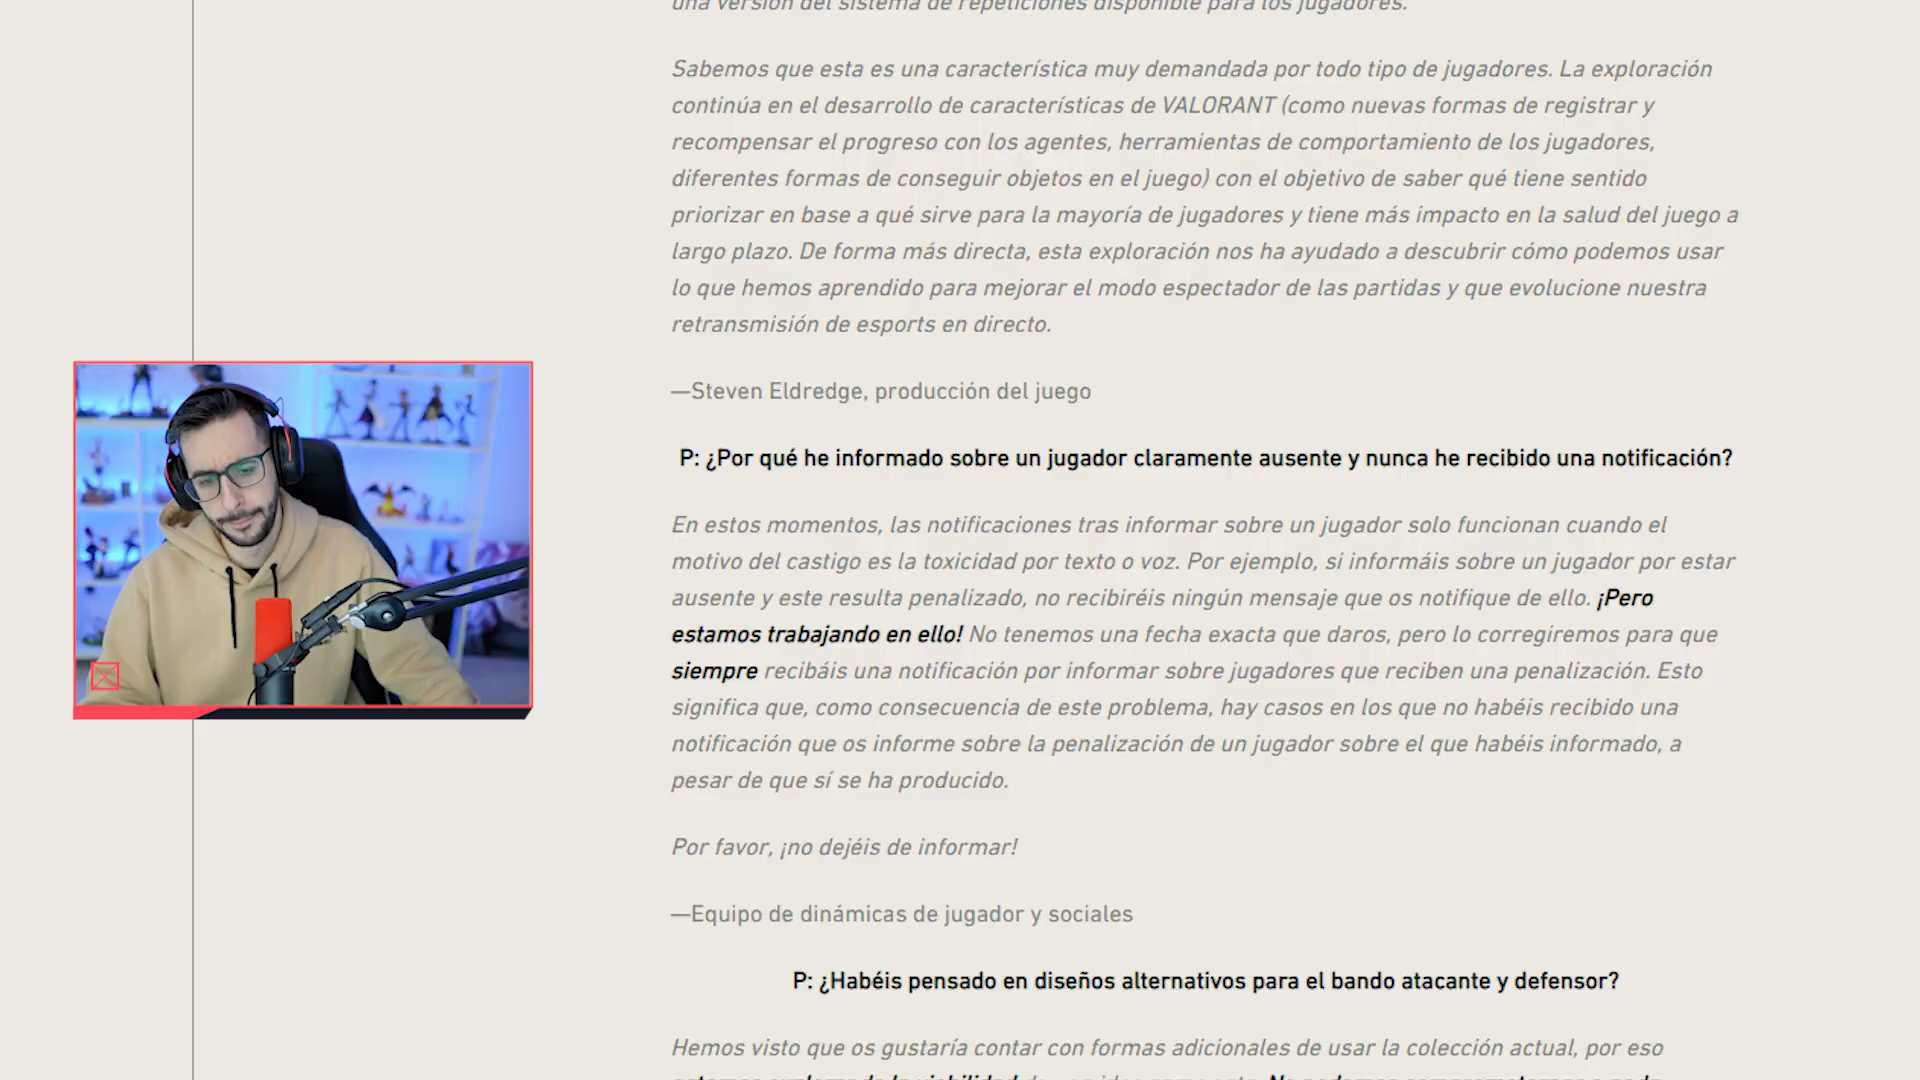 una versión del sistema de repeticiones disponible para los jugadores.
Sabemos que esta es una característica muy demandada por todo tipo de jugadores. La exploración
continúa en el desarrollo de características de VALORANT (como nuevas formas de registrar y
recompensar el progreso con los agentes, herramientas de comportamiento de los jugadores,
diferentes formas de conseguir objetos en el juego) con el objetivo de saber qué tiene sentido
priorizar en base a qué sirve para la mayoría de jugadores y tiene más impacto en la salud del juego a
largo plazo. De forma más directa, esta exploración nos ha ayudado a descubrir cómo podemos usar
lo que hemos aprendido para mejorar el modo espectador de las partidas y que evolucione nuestra
retransmisión de esports en directo.
—Steven Eldredge, producción del juego
P: ¿Por qué he informado sobre un jugador claramente ausente y nunca he recibido una notificación?
En estos momentos, las notificaciones tras informar sobre un jugador solo funcionan cuando el
motivo del castigo es la toxicidad por texto o voz. Por ejemplo, si informáis sobre un jugador por estar
ausente y este resulta penalizado, no recibiréis ningún mensaje que os notifique de ello. ¡Pero
estamos trabajando en ello! No tenemos una fecha exacta que daros, pero lo corregiremos para que
siempre recibáis una notificación por informar sobre jugadores que reciben una penalización. Esto
significa que, como consecuencia de este problema, hay casos en los que no habéis recibido una
notificación que os informe sobre la penalización de un jugador sobre el que habéis informado, a
pesar de que sí se ha producido.
Por favor, ¡no dejéis de informar!
—Equipo de dinámicas de jugador y sociales
P: ¿Habéis pensado en diseños alternativos para el bando atacante y defensor?
Hemos visto que os gustaría contar con formas adicionales de usar la colección actual, por eso